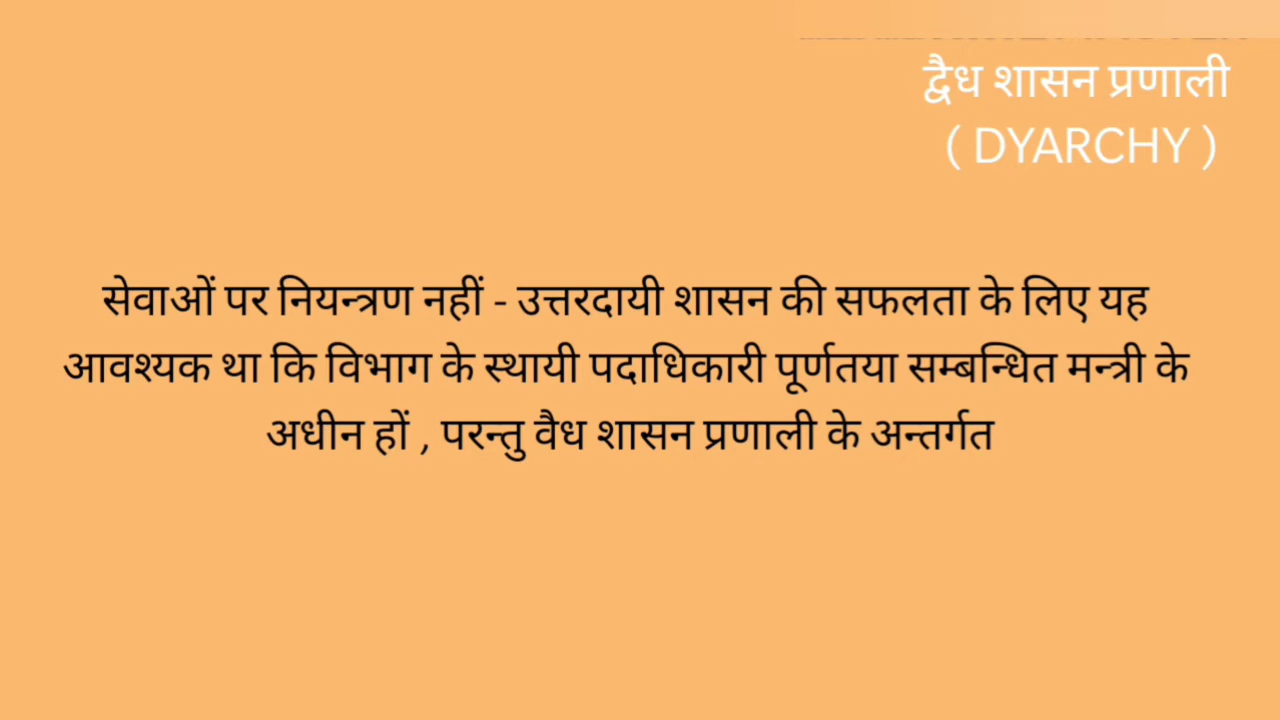 द्वैध शासन प्रणाली
( DYARCHY )
सेवाओं पर नियन्त्रण नहीं - उत्तरदायी शासन की सफलता के लिए यह
आवश्यक था कि विभाग के स्थायी पदाधिकारी पूर्णतया सम्बन्धित मन्त्री के
अधीन हों , परन्तु वैध शासन प्रणाली के अन्तर्गत